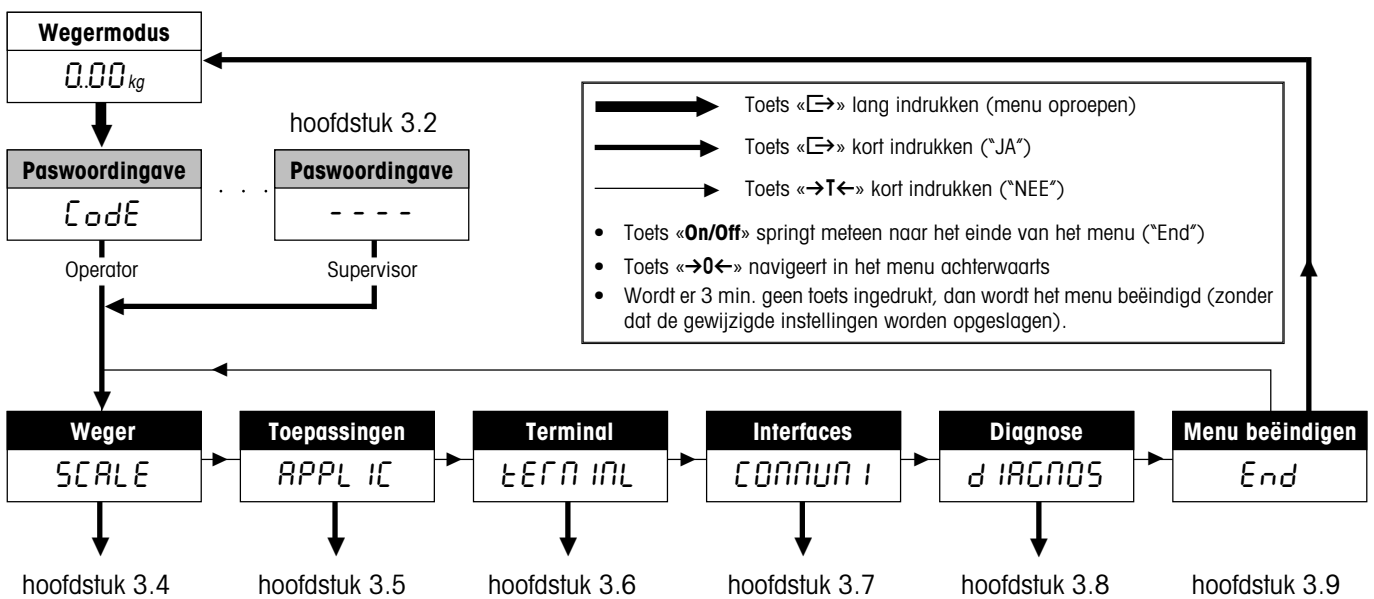 Wegermodus
0.00 kg
hoofdstuk 3.2
Paswoordingave . . . Paswoordingave
CodE
- - - -
Operator
Supervisor
Toets «⎕→» lang indrukken (menu oproepen)
Toets «⎕→» kort indrukken ("JA")
Toets «→T←» kort indrukken ("NEE")
• Toets «On/Off» springt meteen naar het einde van het menu ("End")
• Toets «→0←» navigeert in het menu achterwaarts
• Wordt er 3 min. geen toets ingedrukt, dan wordt het menu beëindigd (zonder
dat de gewijzigde instellingen worden opgeslagen).
Weger Toepassingen Terminal Interfaces Diagnose Menu beëindigen
SCALE APPLIC tErMINL COMMUNI dIAGNOS End
hoofdstuk 3.4 hoofdstuk 3.5 hoofdstuk 3.6 hoofdstuk 3.7 hoofdstuk 3.8 hoofdstuk 3.9